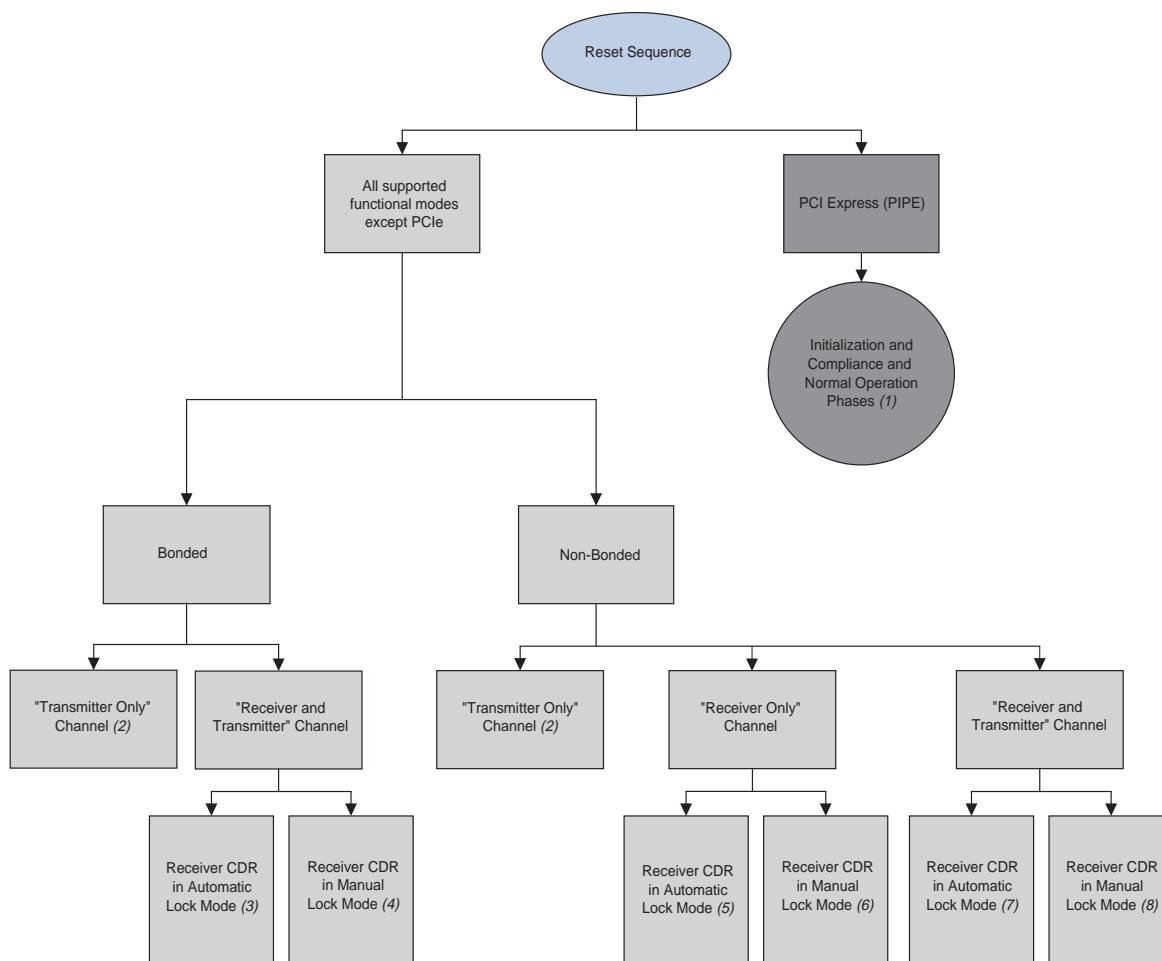 Reset Sequence
All supported
functional modes
except PCIe
PCI Express (PIPE)
Initialization and
Compliance and
Normal Operation
Phases (1)
Bonded
Non-Bonded
"Transmitter Only"
Channel (2)
"Receiver and
Transmitter" Channel
"Transmitter Only"
Channel (2)
"Receiver Only"
Channel
"Receiver and
Transmitter" Channel
Receiver CDR
in Automatic
Lock Mode (3)
Receiver CDR
in Manual
Lock Mode (4)
Receiver CDR
in Automatic
Lock Mode (5)
Receiver CDR
in Manual
Lock Mode (6)
Receiver CDR
in Automatic
Lock Mode (7)
Receiver CDR
in Manual
Lock Mode (8)